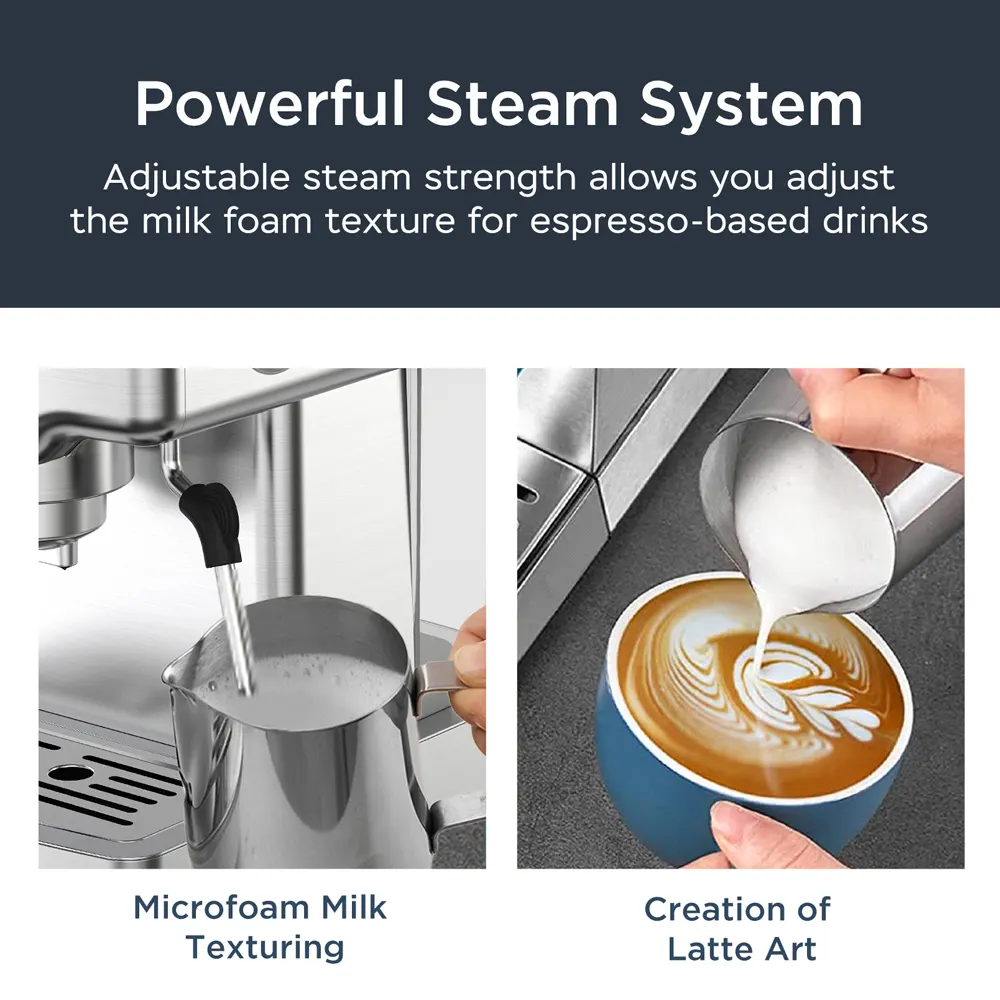 Powerful Steam System
Adjustable steam strength allows you adjust
the milk foam texture for espresso-based drinks
Microfoam Milk
Texturing
Creation of
Latte Art